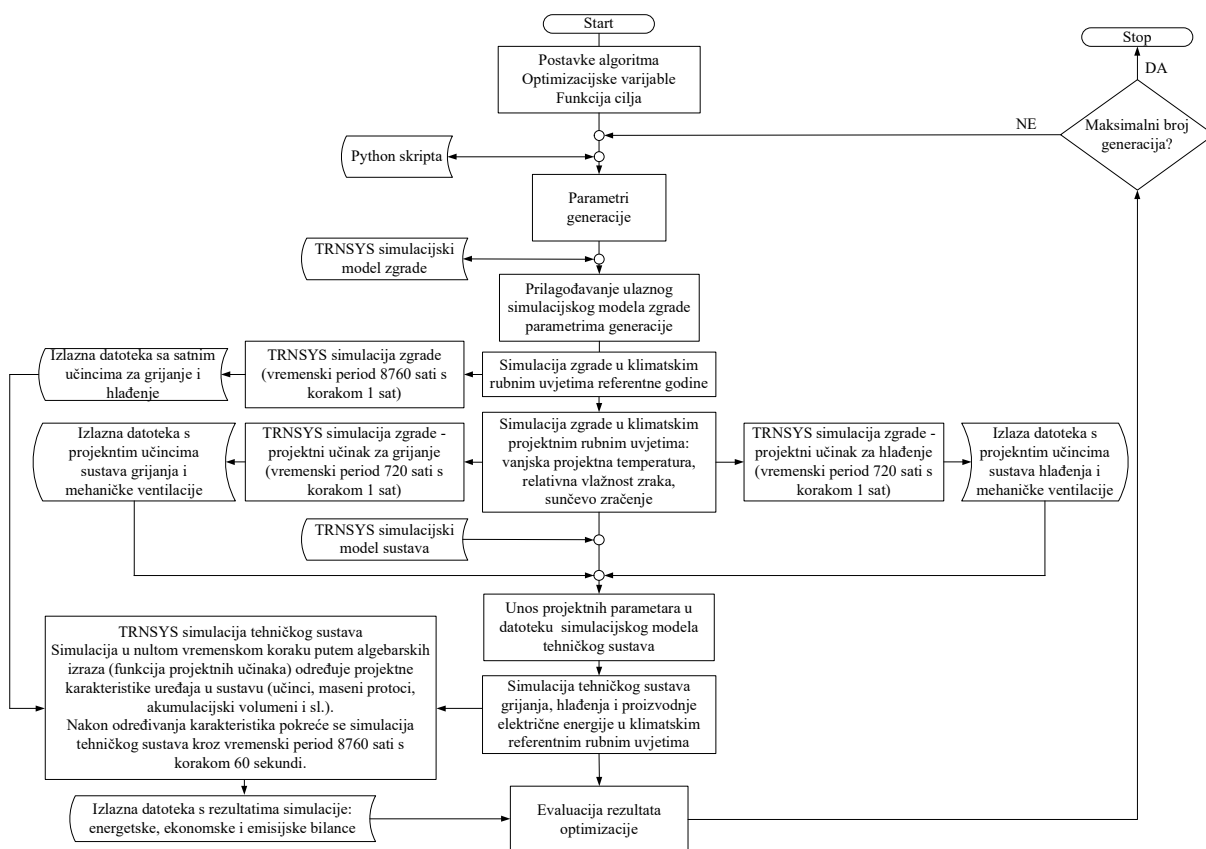 Start
Stop
Postavke algoritma
Optimizacijske varijable
Funkcija cilja
DA
NE
Maksimalni broj
generacija?
Python skripta
Parametri
generacije
TRNSYS simulacijski
model zgrade
Prilagođavanje ulaznog
simulacijskog modela zgrade
parametrima generacije
Izlazna datoteka sa satnim
učincima za grijanje i
hlađenje
TRNSYS simulacija zgrade
(vremenski period 8760 sati s
korakom 1 sat)
Simulacija zgrade u klimatskim
rubnim uvjetima referentne godine
Izlazna datoteka s
projekntim učincima
sustava grijanja i
mehaničke ventilacije
TRNSYS simulacija zgrade -
projektni učinak za grijanje
(vremenski period 720 sati s
korakom 1 sat)
Simulacija zgrade u klimatskim
projektnim rubnim uvjetima:
vanjska projektna temperatura,
relativna vlažnost zraka,
sunčevo zračenje
TRNSYS simulacija zgrade -
projektni učinak za hlađenje
(vremenski period 720 sati s
korakom 1 sat)
Izlaza datoteka s
projekntim učincima
sustava hlađenja i
mehaničke ventilacije
TRNSYS simulacijski
model sustava
Unos projektnih parametara u
datoteku simulacijskog modela
tehničkog sustava
TRNSYS simulacija tehničkog sustava
Simulacija u nultom vremenskom koraku putem algebarskih
izraza (funkcija projektnih učinaka) određuje projektne
karakteristike uređaja u sustavu (učinci, maseni protoci,
akumulacijski volumeni i sl.).
Nakon određivanja karakteristika pokreće se simulacija
tehničkog sustava kroz vremenski period 8760 sati s
korakom 60 sekundi.
Simulacija tehničkog sustava
grijanja, hlađenja i proizvodnje
električne energije u klimatskim
referentnim rubnim uvjetima
Izlazna datoteka s rezultatima simulacije:
energetske, ekonomske i emisijske bilance
Evaluacija rezultata
optimizacije